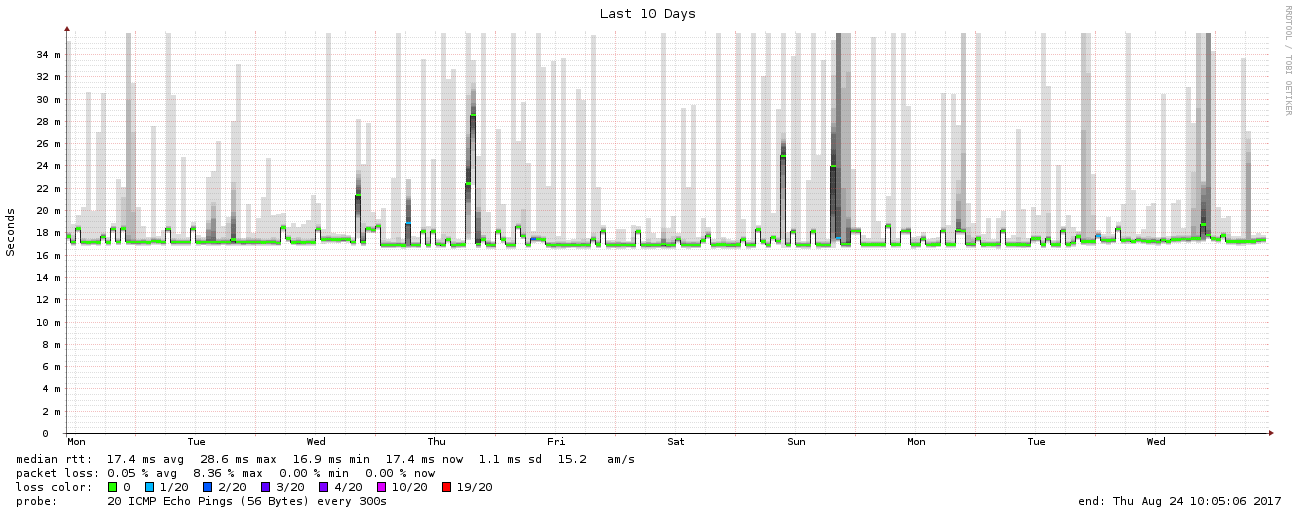 Last 10 Days
RRDTOOL / TOBI OETIKER
Seconds
34 m
32 m
30 m
28 m
26 m
24 m
22 m
20 m
18 m
16 m
14 m
12 m
10 m
8 m
6 m
4 m
2 m
0
Mon Tue Wed Thu Fri Sat Sun Mon Tue Wed
median rtt: 17.4 ms avg 28.6 ms max 16.9 ms min 17.4 ms now 1.1 ms sd 15.2 am/s
packet loss: 0.05 % avg 8.36 % max 0.00 % min 0.00 % now
loss color: 0 1/20 2/20 3/20 4/20 10/20 19/20
probe: 20 ICMP Echo Pings (56 Bytes) every 300s
end: Thu Aug 24 10:05:06 2017